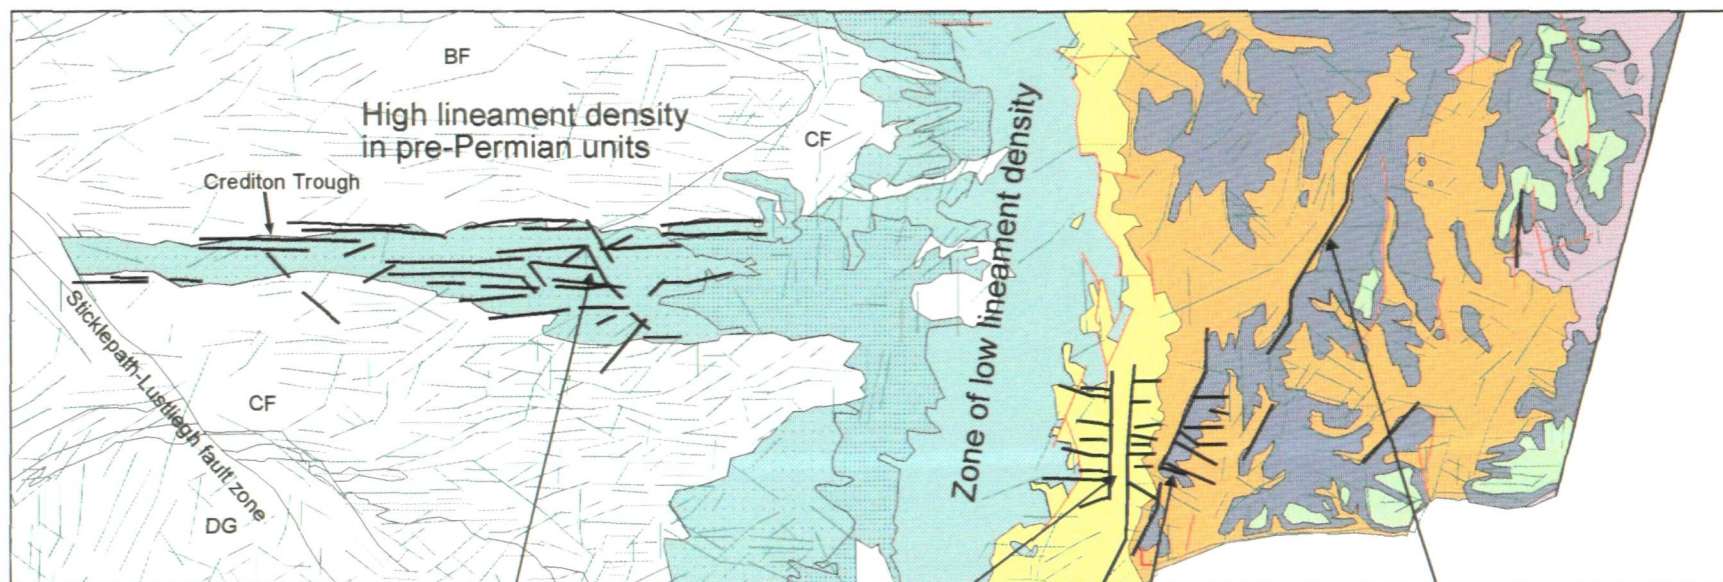 BF
High lineament density
in pre-Permian units
CF
Crediton Trough
Zone of low lineament density
Sticklepath-Lustliegh fault zone
CF
DG